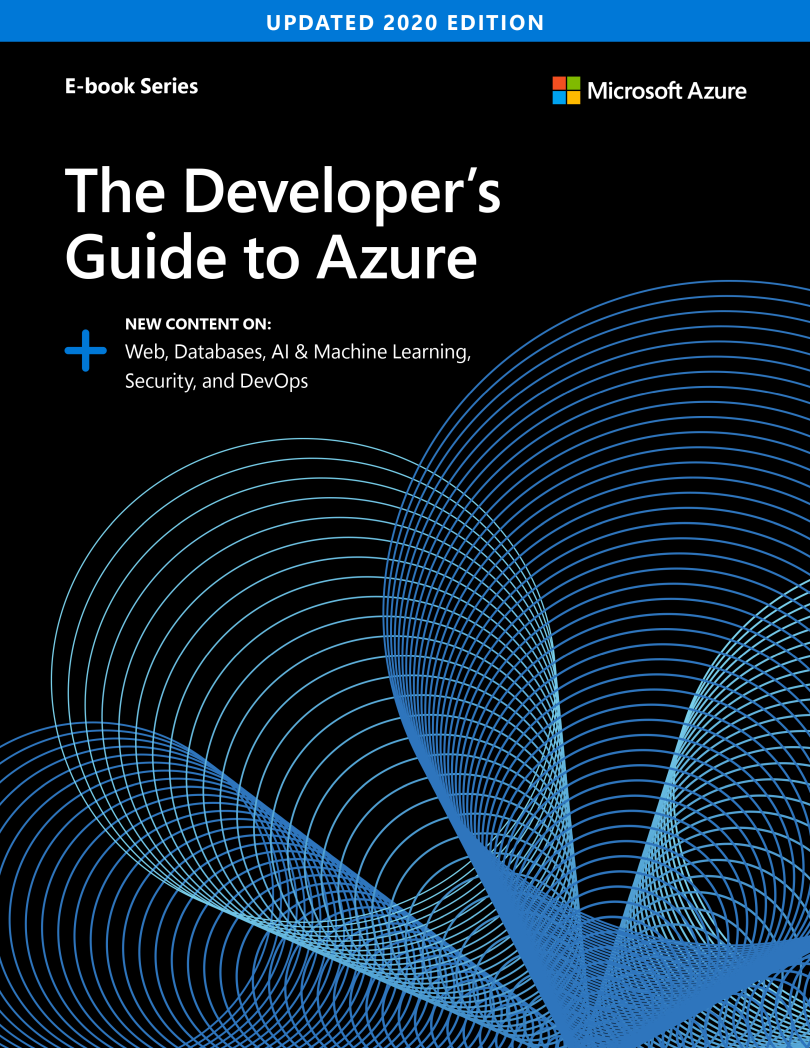 UPDATED 2020 EDITION
E-book Series
Microsoft Azure
The Developer’s
Guide to Azure
NEW CONTENT ON:
Web, Databases, AI & Machine Learning,
Security, and DevOps